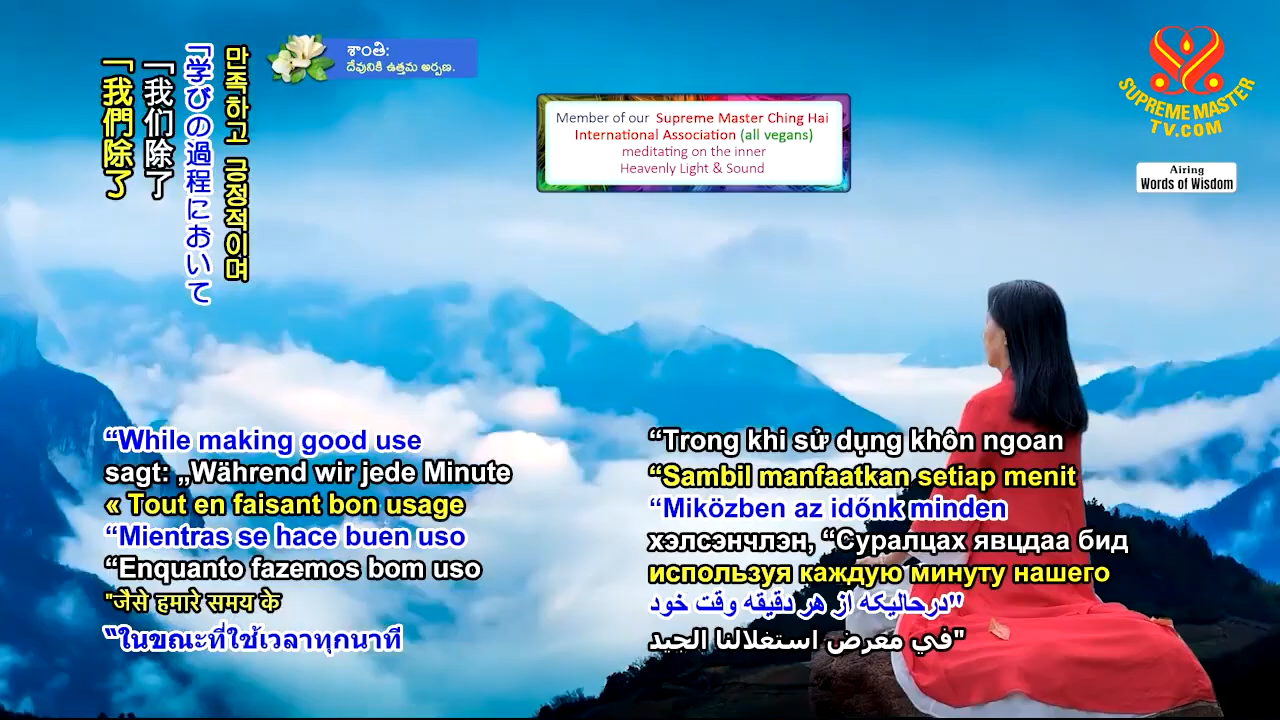 만족하고 긍정적이며
「学びの過程において
「我们除了
「我們除了
శాంతి:
దేవునికి ఉత్తమ అర్పణ.
Member of our Supreme Master Ching Hai
International Association (all vegans)
meditating on the inner
Heavenly Light & Sound
SUPREME MASTER
TV.COM
Airing
Words of Wisdom
“While making good use
sagt: „Während wir jede Minute
« Tout en faisant bon usage
“Mientras se hace buen uso
“Enquanto fazemos bom uso
"जैसे हमारे समय के
“ในขณะที่ใช้เวลาทุกนาที
“Trong khi sử dụng khôn ngoan
“Sambil manfaatkan setiap menit
“Miközben az időnk minden
хэлсэнчлэн, “Суралцах явцдаа бид
используя каждую минуту нашего
"درحالیکه از هر دقیقه وقت خود
"في معرض استغلالنا الجيد